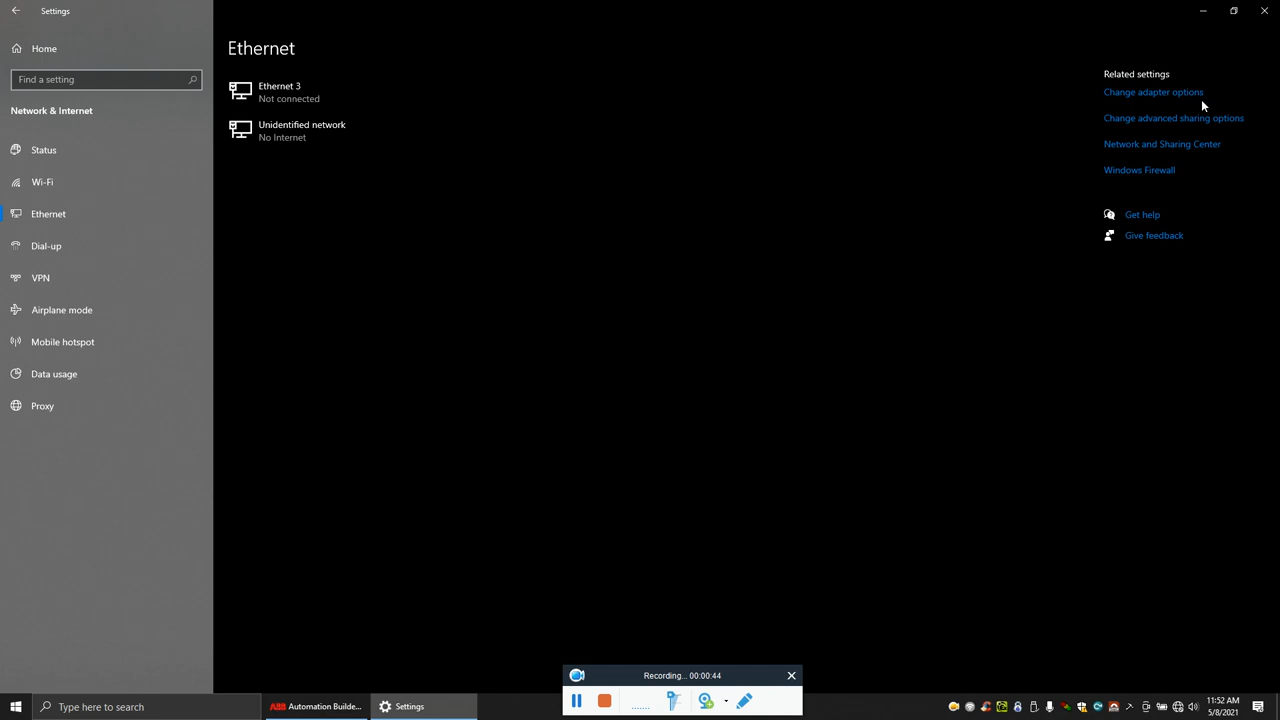 Settings
Home
Find a setting
Network & Internet
Status
Wi-Fi
Ethernet
Dial-up
VPN
Airplane mode
Mobile hotspot
Data usage
Proxy
Ethernet
Ethernet 3
Not connected
Unidentified network
No Internet
Related settings
Change adapter options
Change advanced sharing options
Network and Sharing Center
Windows Firewall
Get help
Give feedback
Recording... 00:00:44
Type here to search
ABB Automation Builde...
Settings
11:52 AM
5/8/2021